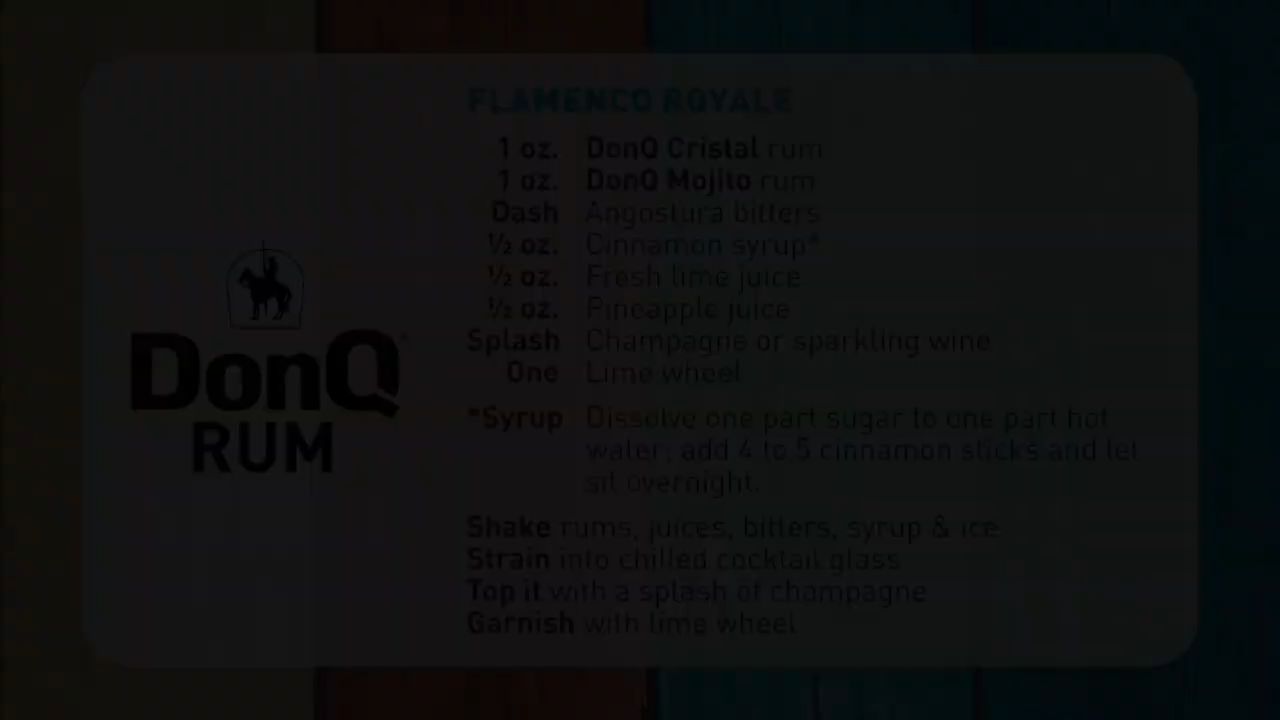 FLAMENCO ROYALE
1 oz. DonQ Cristal rum
1 oz. DonQ Mojito rum
Dash Angostura bitters
½ oz. Cinnamon syrup*
½ oz. Fresh lime juice
½ oz. Pineapple juice
Splash Champagne or sparkling wine
One Lime wheel
*Syrup Dissolve one part sugar to one part hot
water; add 4 to 5 cinnamon sticks and let
sit overnight.
Shake rums, juices, bitters, syrup & ice
Strain into chilled cocktail glass
Top it with a splash of champagne
Garnish with lime wheel
DonQ
RUM